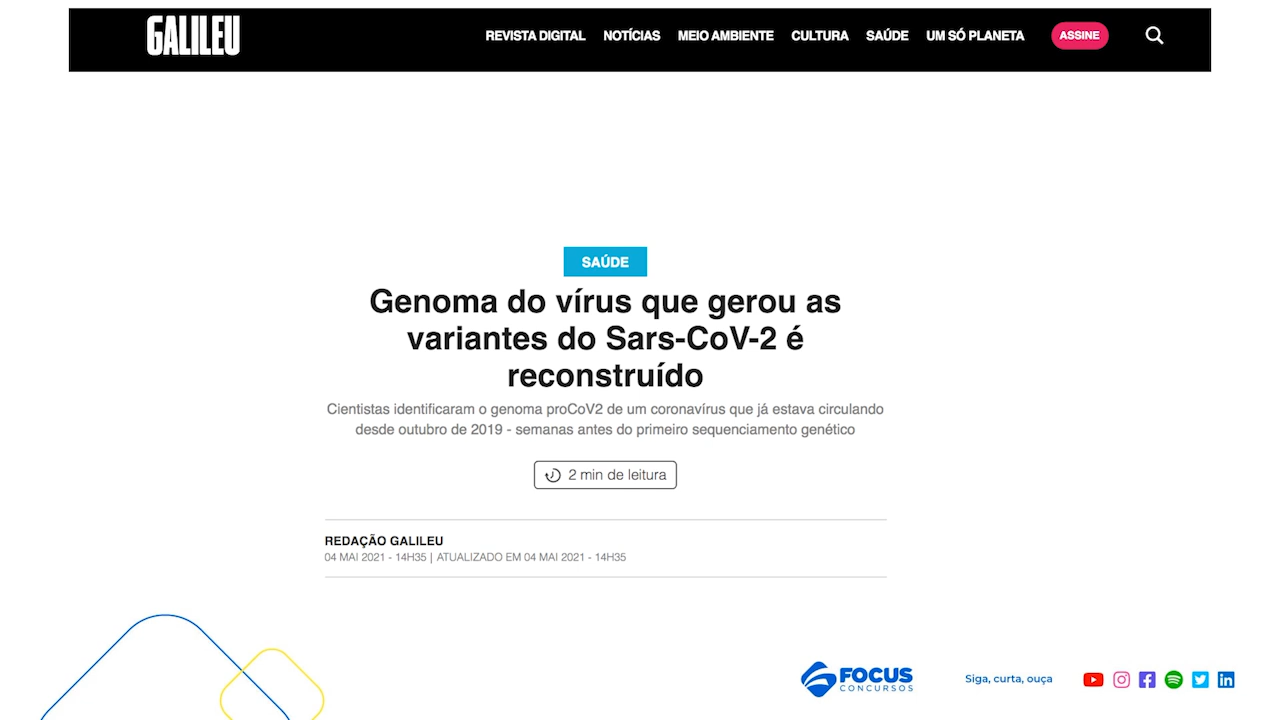 GALILEU
REVISTA DIGITAL NOTÍCIAS MEIO AMBIENTE CULTURA SAÚDE UM SÓ PLANETA ASSINE
SAÚDE
Genoma do vírus que gerou as
variantes do Sars-CoV-2 é
reconstruído
Cientistas identificaram o genoma proCoV2 de um coronavírus que já estava circulando
desde outubro de 2019 - semanas antes do primeiro sequenciamento genético
2 min de leitura
REDAÇÃO GALILEU
04 MAI 2021 - 14H35 | ATUALIZADO EM 04 MAI 2021 - 14H35
FOCUS
CONCURSOS
Siga, curta, ouça